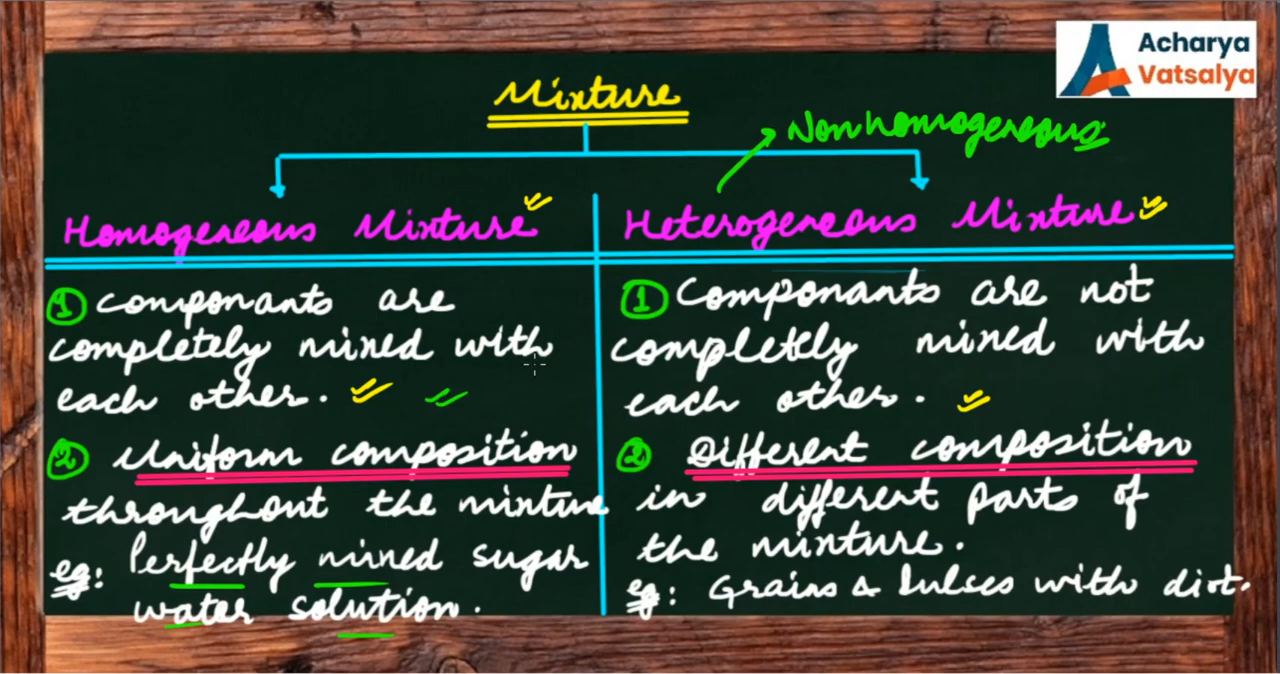 Acharya
Vatsalya
Mixture
Nonhomogereous
Homogeneous Mixture
① Componants are
completely mixed with
each other.
② Uniform composition
throughout the mixture
eg: Perfectly mixed sugar
water solution.
Heterogeneous Mixture
① Componants are not
completely mixed with
each other.
② Different composition
in different parts of
the mixture.
eg: Grains & Pulses with dirt.